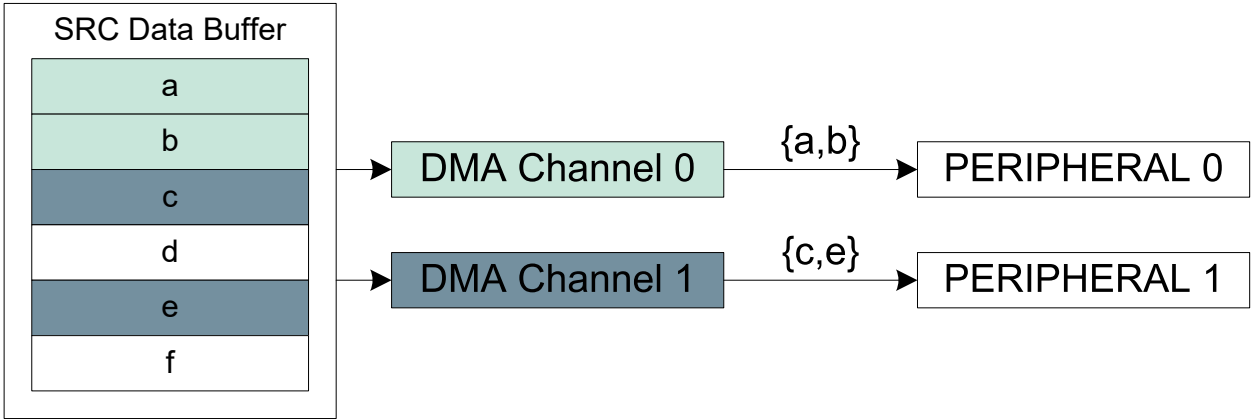 SRC Data Buffer
a
b
c
d
e
f
DMA Channel 0
{a,b}
PERIPHERAL 0
DMA Channel 1
{c,e}
PERIPHERAL 1